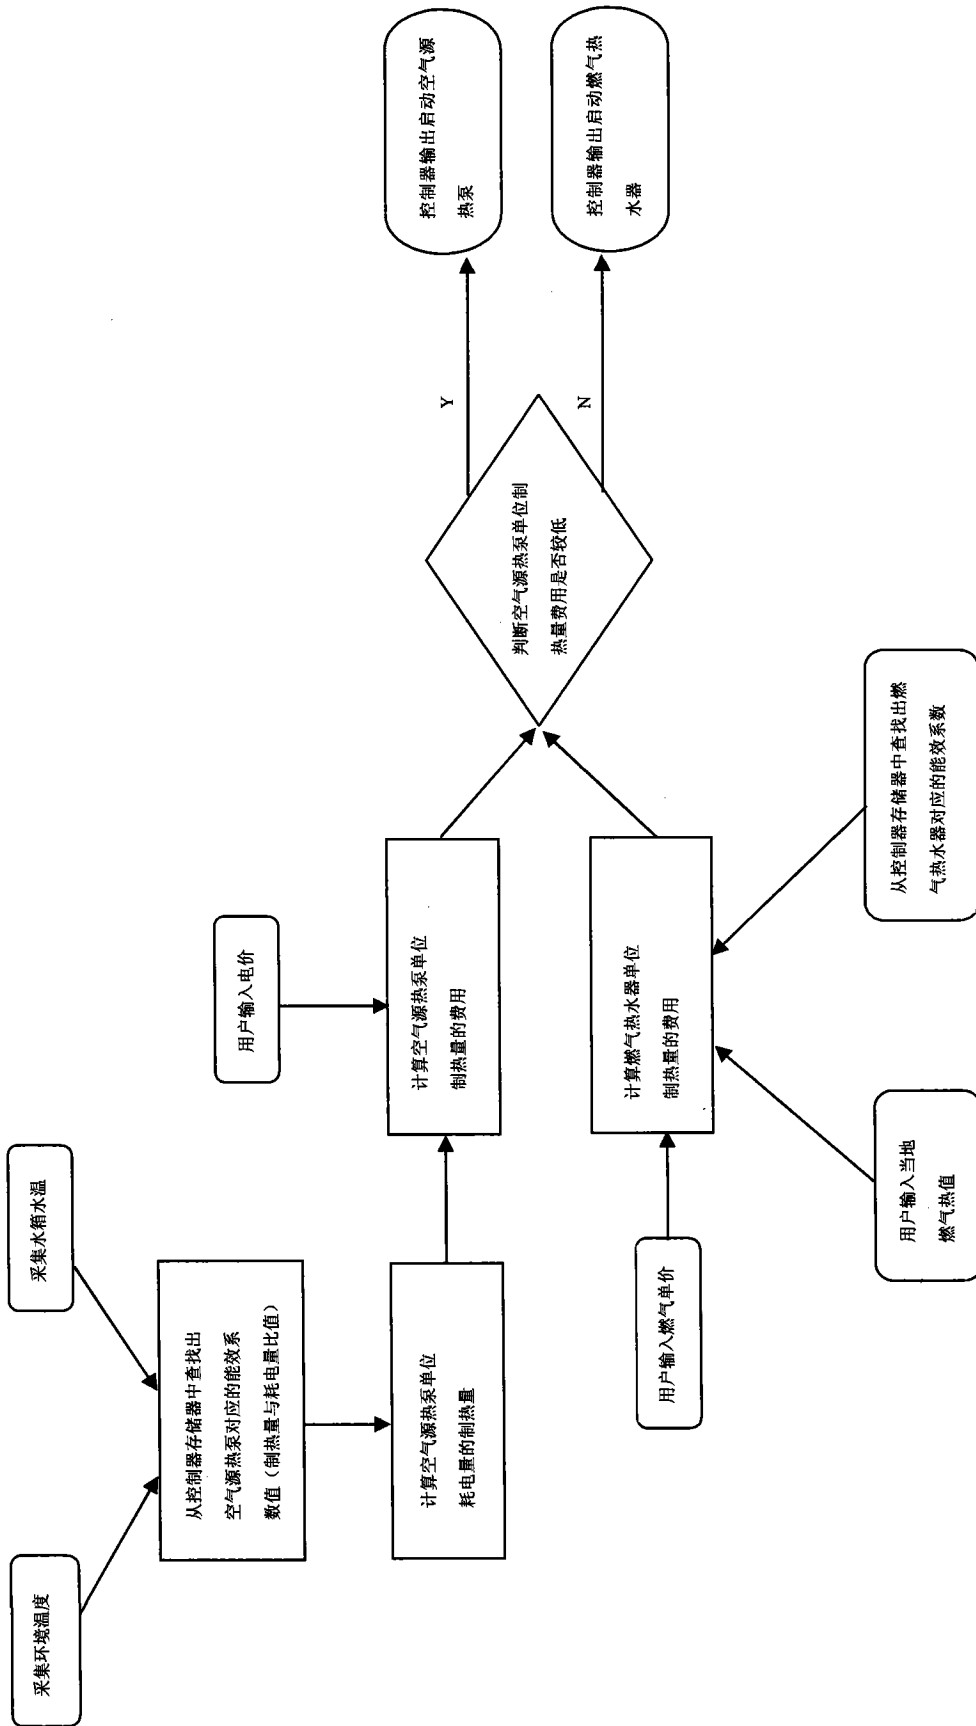 采集环境温度
采集水箱水温
从控制器存储器中查找出
空气源热泵对应的能效系
数值（制热量与耗电量比值）
计算空气源热泵单位
耗电量的制热量
用户输入电价
计算空气源热泵单位
制热量的费用
用户输入燃气单价
用户输入当地
燃气热值
从控制器存储器中查找出燃
气热水器对应的能效系数
计算燃气热水器单位
制热量的费用
判断空气源热泵单位制
热量费用是否较低
Y
N
控制器输出启动空气源
热泵
控制器输出启动燃气热
水器